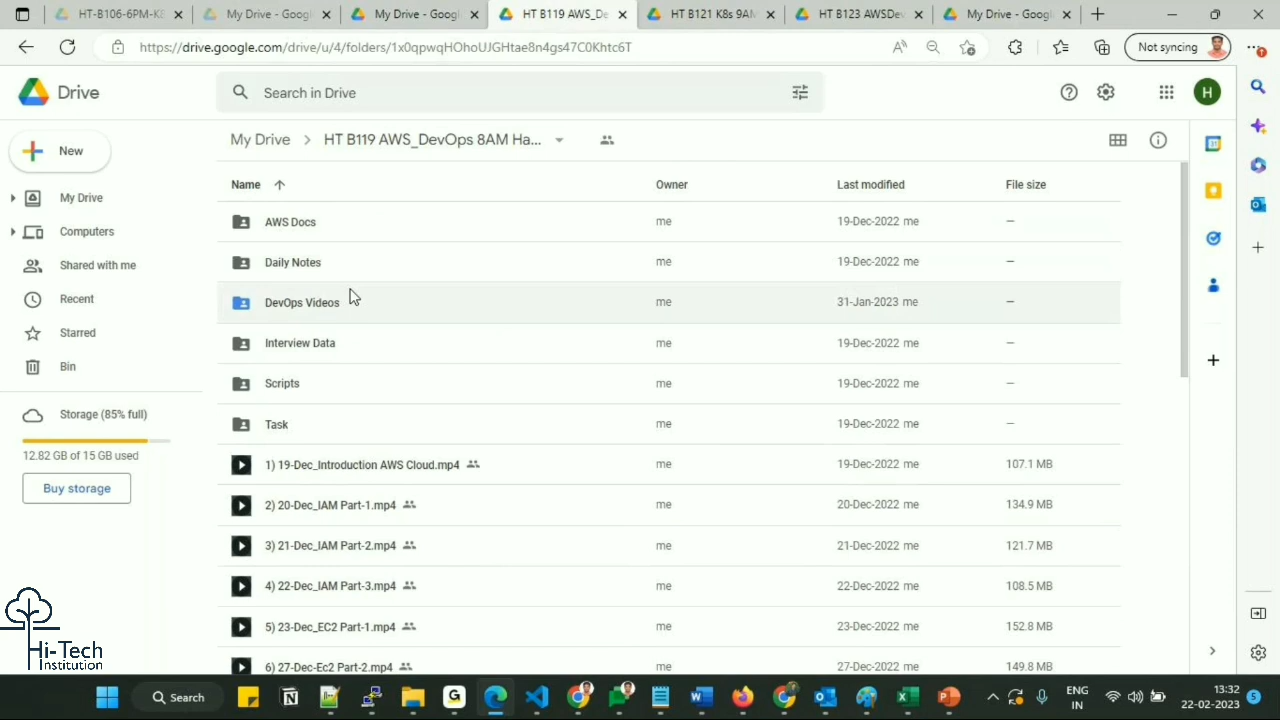 HT-B106-6PM-K8
My Drive - Google
My Drive - Google
HT B119 AWS_De
HT B121 K8s 9AM
HT B123 AWSDev
My Drive - Google
https://drive.google.com/drive/u/4/folders/1x0qpwqHOhoUJGHtae8n4gs47C0Khtc6T
Not syncing
Drive
Search in Drive
H
New
My Drive
Computers
Shared with me
Recent
Starred
Bin
Storage (85% full)
12.82 GB of 15 GB used
Buy storage
My Drive > HT B119 AWS_DevOps 8AM Ha...
Name Owner Last modified File size
AWS Docs me 19-Dec-2022 me —
Daily Notes me 19-Dec-2022 me —
DevOps Videos me 31-Jan-2023 me —
Interview Data me 19-Dec-2022 me —
Scripts me 19-Dec-2022 me —
Task me 19-Dec-2022 me —
1) 19-Dec_Introduction AWS Cloud.mp4 me 19-Dec-2022 me 107.1 MB
2) 20-Dec_IAM Part-1.mp4 me 20-Dec-2022 me 134.9 MB
3) 21-Dec_IAM Part-2.mp4 me 21-Dec-2022 me 121.7 MB
4) 22-Dec_IAM Part-3.mp4 me 22-Dec-2022 me 108.5 MB
5) 23-Dec_EC2 Part-1.mp4 me 23-Dec-2022 me 152.8 MB
6) 27-Dec-Ec2 Part-2.mp4 me 27-Dec-2022 me 149.8 MB
Hi-Tech
Institution
Search
ENG
IN
13:32
22-02-2023
5